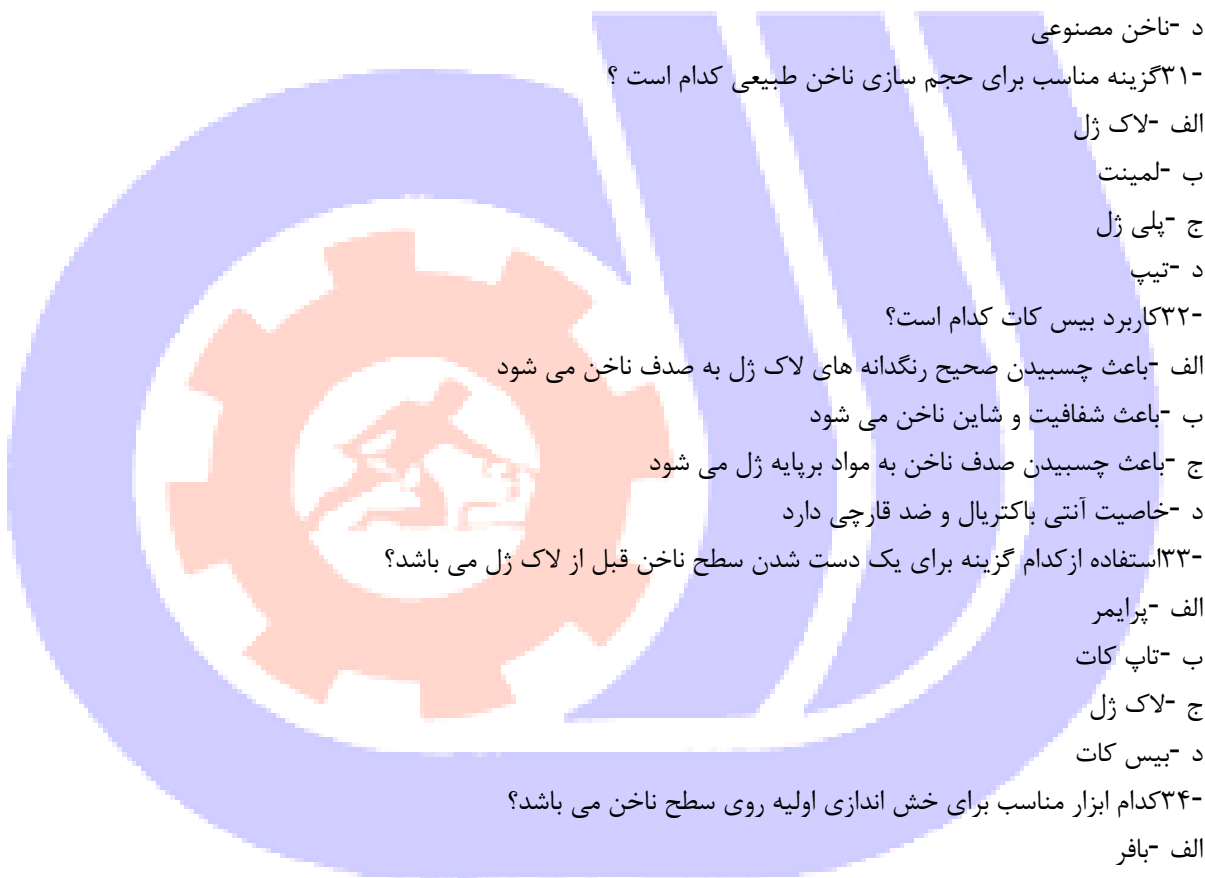 د -ناخن مصنوعی
-۳۱گزینه مناسب برای حجم سازی ناخن طبیعی کدام است ؟
الف -لاک ژل
ب -لمینت
ج -پلی ژل
د -تیپ
-۳۲کاربرد بیس کات کدام است؟
الف -باعث چسبیدن صحیح رنگدانه های لاک ژل به صدف ناخن می شود
ب -باعث شفافیت و شاین ناخن می شود
ج -باعث چسبیدن صدف ناخن به مواد برپایه ژل می شود
د -خاصیت آنتی باکتریال و ضد قارچی دارد
-۳۳استفاده ازکدام گزینه برای یک دست شدن سطح ناخن قبل از لاک ژل می باشد؟
الف -پرایمر
ب -تاپ کات
ج -لاک ژل
د -بیس کات
-۳۴کدام ابزار مناسب برای خش اندازی اولیه روی سطح ناخن می باشد؟
الف -بافر